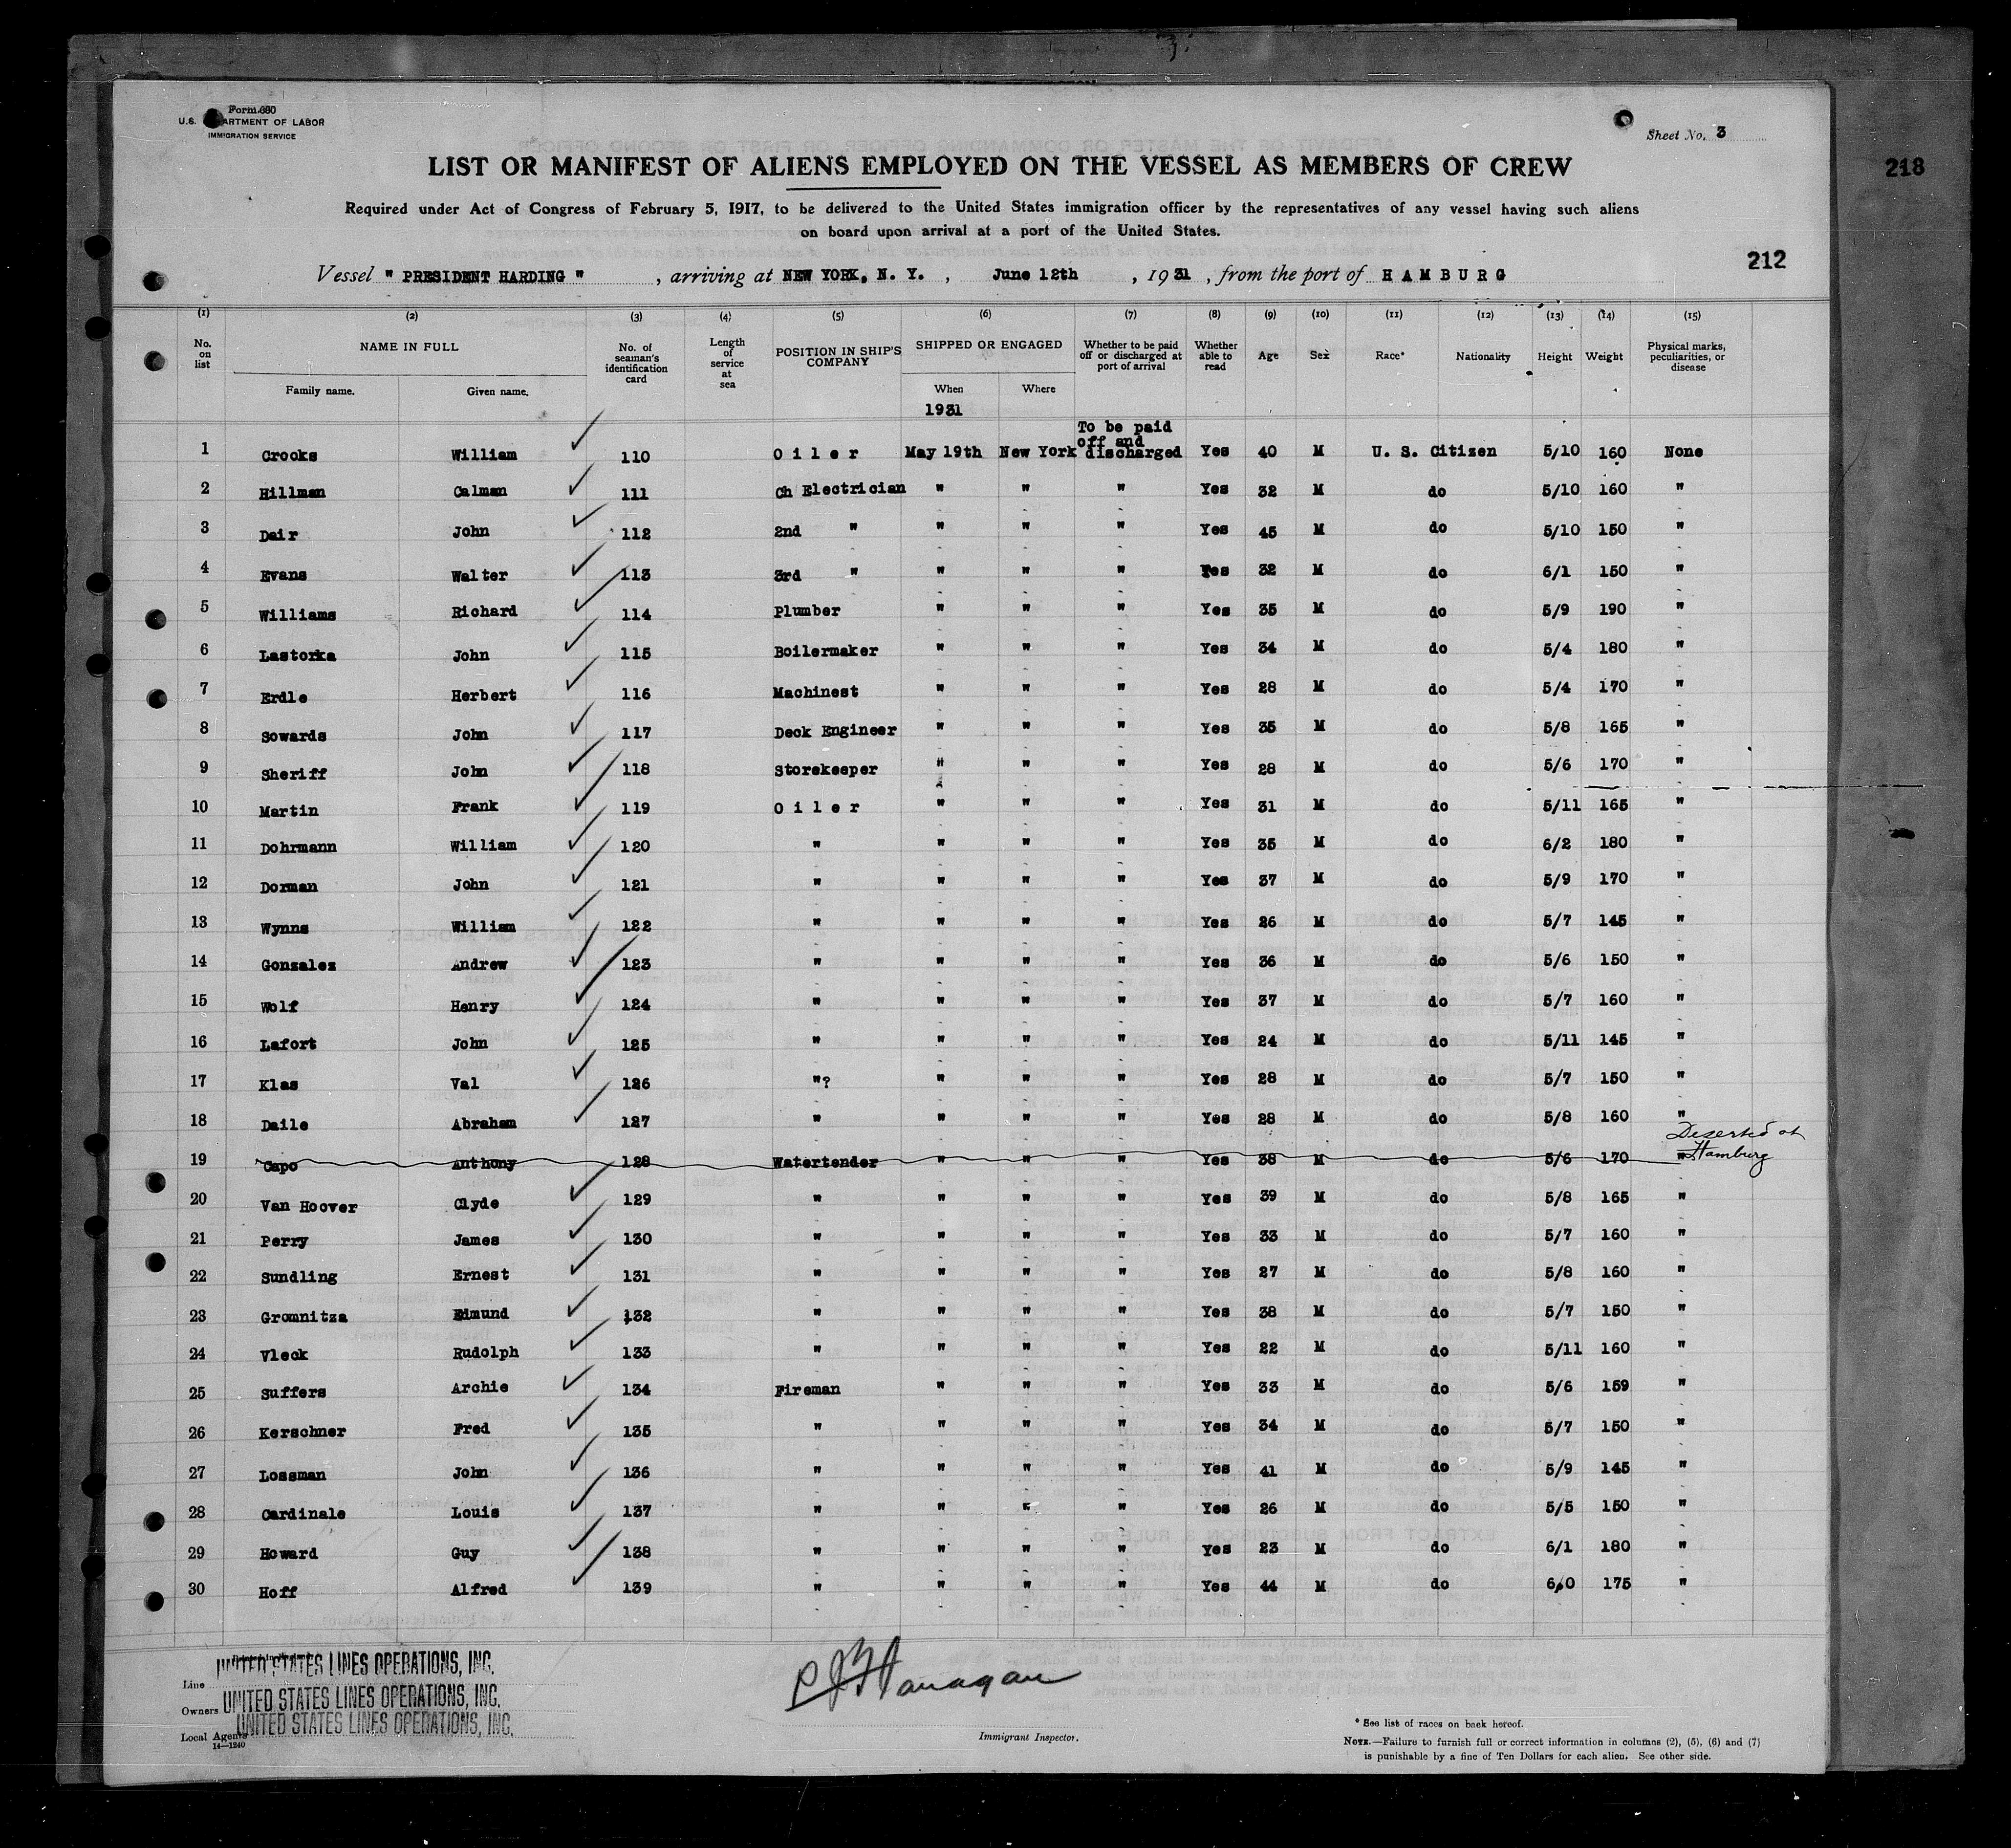 Form 680
U.S. DEPARTMENT OF LABOR
IMMIGRATION SERVICE
Sheet No. 3
LIST OR MANIFEST OF ALIENS EMPLOYED ON THE VESSEL AS MEMBERS OF CREW
218
Required under Act of Congress of February 5, 1917, to be delivered to the United States immigration officer by the representatives of any vessel having such aliens
on board upon arrival at a port of the United States.
212
Vessel " PRESIDENT HARDING " , arriving at NEW YORK, N. Y. , June 12th , 1931 , from the port of HAMBURG
(1) (2) (3) (4) (5) (6) (7) (8) (9) (10) (11) (12) (13) (14) (15)
No. on list NAME IN FULL Family name. Given name. No. of seaman's identification card Length of service at sea POSITION IN SHIP'S COMPANY SHIPPED OR ENGAGED When Where Whether to be paid off or discharged at port of arrival Whether able to read Age Sex Race* Nationality Height Weight Physical marks, peculiarities, or disease
1931
1 Crooks William 110 Oiler May 19th New York To be paid off and discharged Yes 40 M U. S. Citizen 5/10 160 None
2 Hillman Calman 111 Ch Electrician " " " Yes 32 M do 5/10 160 "
3 Dair John 112 2nd " " " " Yes 45 M do 5/10 150 "
4 Evans Walter 113 3rd " " " " Yes 32 M do 6/1 150 "
5 Williams Richard 114 Plumber " " " Yes 35 M do 5/9 190 "
6 Lastorka John 115 Boilermaker " " " Yes 34 M do 5/4 180 "
7 Erdle Herbert 116 Machinest " " " Yes 28 M do 5/4 170 "
8 Sowards John 117 Deck Engineer " " " Yes 35 M do 5/8 165 "
9 Sheriff John 118 Storekeeper " " " Yes 28 M do 5/6 170 "
10 Martin Frank 119 Oiler " " " Yes 31 M do 5/11 165 "
11 Dohrmann William 120 " " " " Yes 35 M do 6/2 180 "
12 Dorman John 121 " " " " Yes 37 M do 5/9 170 "
13 Wynns William 122 " " " " Yes 26 M do 5/7 145 "
14 Gonzalez Andrew 123 " " " " Yes 36 M do 5/6 150 "
15 Wolf Henry 124 " " " " Yes 37 M do 5/7 160 "
16 Lafort John 125 " " " " Yes 24 M do 5/11 145 "
17 Klas Val 126 "? " " " Yes 28 M do 5/7 150 "
18 Daile Abraham 127 " " " " Yes 28 M do 5/8 160 "
19 Capo Anthony 128 Watertender " " " Yes 38 M do 5/6 170 " Deserted at Hamburg
20 Van Hoover Clyde 129 " " " " Yes 39 M do 5/8 165 "
21 Perry James 130 " " " " Yes 33 M do 5/7 160 "
22 Sundling Ernest 131 " " " " Yes 27 M do 5/8 160 "
23 Gromnitza Edmund 132 " " " " Yes 38 M do 5/7 150 "
24 Vleck Rudolph 133 " " " " Yes 22 M do 5/11 160 "
25 Suffers Archie 134 Fireman " " " Yes 33 M do 5/6 159 "
26 Kerschner Fred 135 " " " " Yes 34 M do 5/7 150 "
27 Lossman John 136 " " " " Yes 41 M do 5/9 145 "
28 Cardinale Louis 137 " " " " Yes 26 M do 5/5 150 "
29 Howard Guy 138 " " " " Yes 23 M do 6/1 180 "
30 Hoff Alfred 139 " " " " Yes 44 M do 6/0 175 "
Line UNITED STATES LINES OPERATIONS, INC.
Owners UNITED STATES LINES OPERATIONS, INC.
Local Agents UNITED STATES LINES OPERATIONS, INC.
14—1240
P J Flanagan
Immigrant Inspector.
* See list of races on back hereof.
NOTE.—Failure to furnish full or correct information in columns (2), (5), (6) and (7)
is punishable by a fine of Ten Dollars for each alien. See other side.